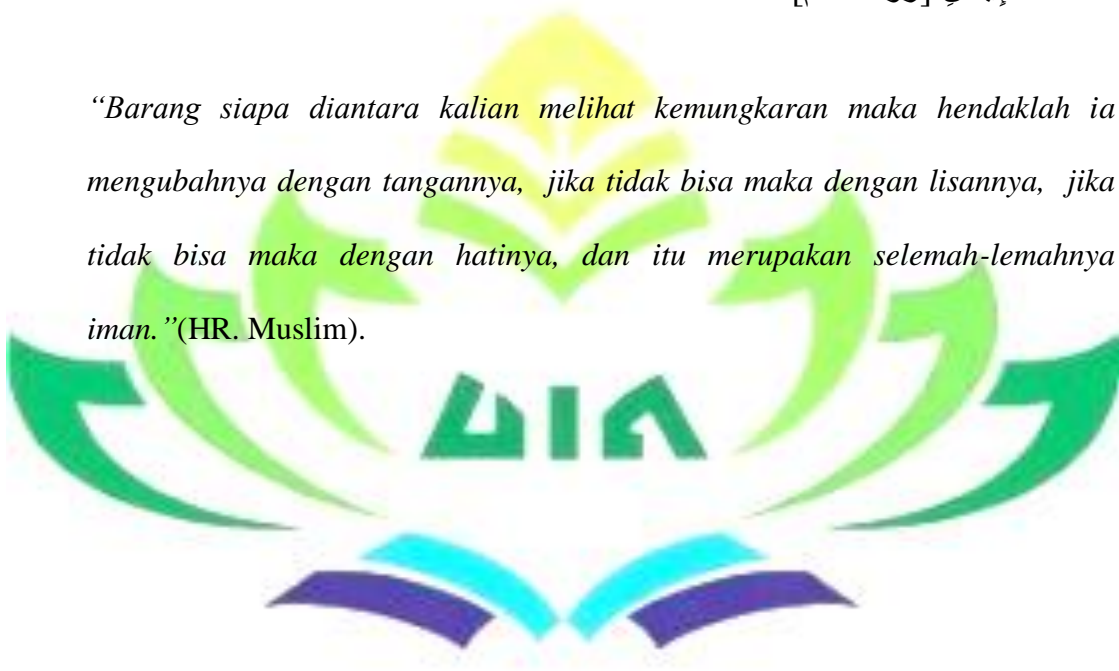 “Barang siapa diantara kalian melihat kemungkaran maka hendaklah ia
mengubahnya dengan tangannya, jika tidak bisa maka dengan lisannya, jika
tidak bisa maka dengan hatinya, dan itu merupakan selemah-lemahnya
iman.”(HR. Muslim).
UIN